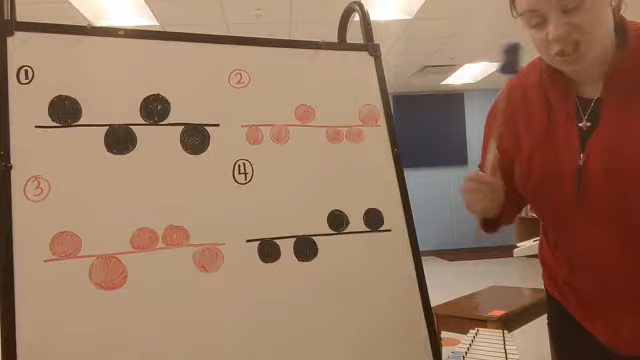 ①
②
③
④